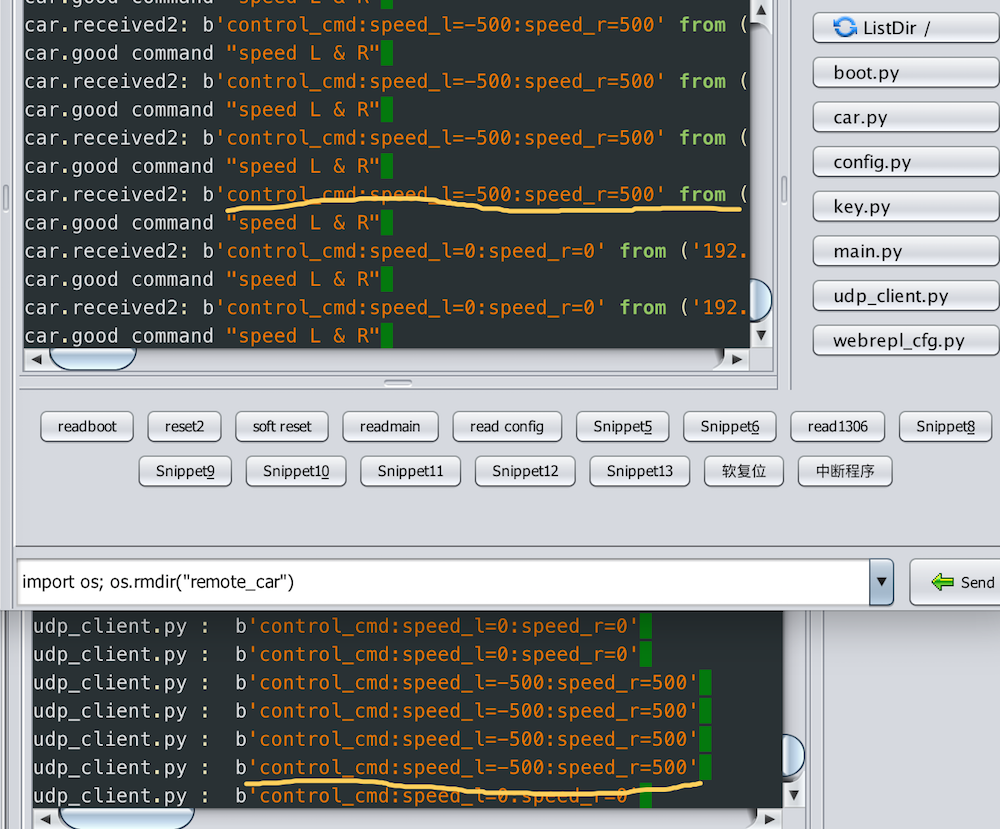 car.good command "speed L & R"
car.received2: b'control_cmd:speed_l=-500:speed_r=500' from (
car.good command "speed L & R"
car.received2: b'control_cmd:speed_l=-500:speed_r=500' from (
car.good command "speed L & R"
car.received2: b'control_cmd:speed_l=-500:speed_r=500' from (
car.good command "speed L & R"
car.received2: b'control_cmd:speed_l=-500:speed_r=500' from (
car.good command "speed L & R"
car.received2: b'control_cmd:speed_l=0:speed_r=0' from ('192.
car.good command "speed L & R"
car.received2: b'control_cmd:speed_l=0:speed_r=0' from ('192.
car.good command "speed L & R"
ListDir /
boot.py
car.py
config.py
key.py
main.py
udp_client.py
webrepl_cfg.py
readboot reset2 soft reset readmain read config Snippet5 Snippet6 read1306 Snippet8
Snippet9 Snippet10 Snippet11 Snippet12 Snippet13 软复位 中断程序
import os; os.rmdir("remote_car")
Send
udp_client.py : b'control_cmd:speed_l=0:speed_r=0'
udp_client.py : b'control_cmd:speed_l=0:speed_r=0'
udp_client.py : b'control_cmd:speed_l=-500:speed_r=500'
udp_client.py : b'control_cmd:speed_l=-500:speed_r=500'
udp_client.py : b'control_cmd:speed_l=-500:speed_r=500'
udp_client.py : b'control_cmd:speed_l=-500:speed_r=500'
udp_client.py : b'control_cmd:speed_l=0:speed_r=0'